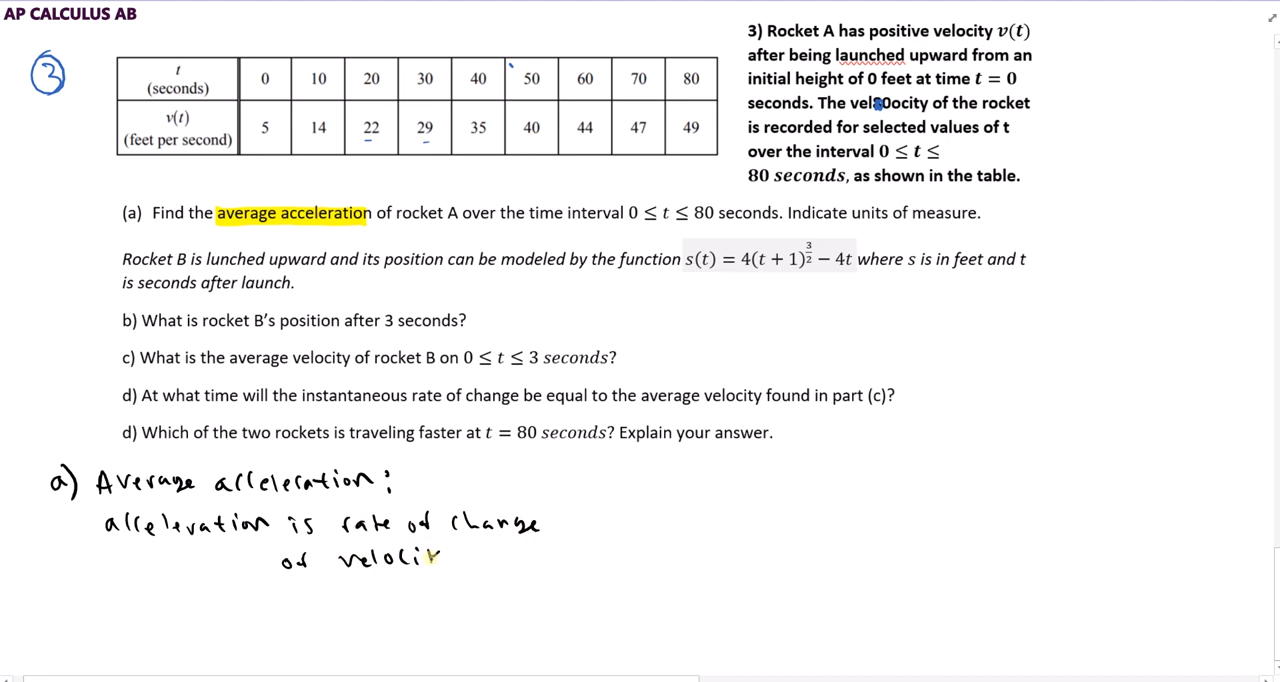 AP CALCULUS AB
3
t
(seconds) 0 10 20 30 40 50 60 70 80
v(t)
(feet per second) 5 14 22 29 35 40 44 47 49
3) Rocket A has positive velocity v(t)
after being launched upward from an
initial height of 0 feet at time t = 0
seconds. The vel80ocity of the rocket
is recorded for selected values of t
over the interval 0 ≤ t ≤
80 seconds, as shown in the table.
(a) Find the average acceleration of rocket A over the time interval 0 ≤ t ≤ 80 seconds. Indicate units of measure.
Rocket B is lunched upward and its position can be modeled by the function s(t) = 4(t + 1)^(3/2) − 4t where s is in feet and t
is seconds after launch.
b) What is rocket B's position after 3 seconds?
c) What is the average velocity of rocket B on 0 ≤ t ≤ 3 seconds?
d) At what time will the instantaneous rate of change be equal to the average velocity found in part (c)?
d) Which of the two rockets is traveling faster at t = 80 seconds? Explain your answer.
a) Average acceleration:
acceleration is rate of change
of velocit